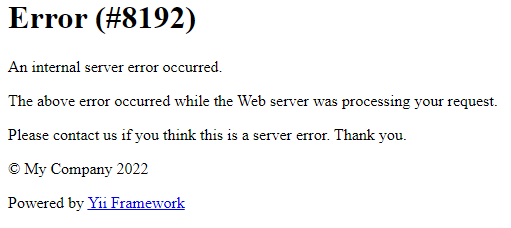 Error (#8192)
An internal server error occurred.
The above error occurred while the Web server was processing your request.
Please contact us if you think this is a server error. Thank you.
© My Company 2022
Powered by Yii Framework